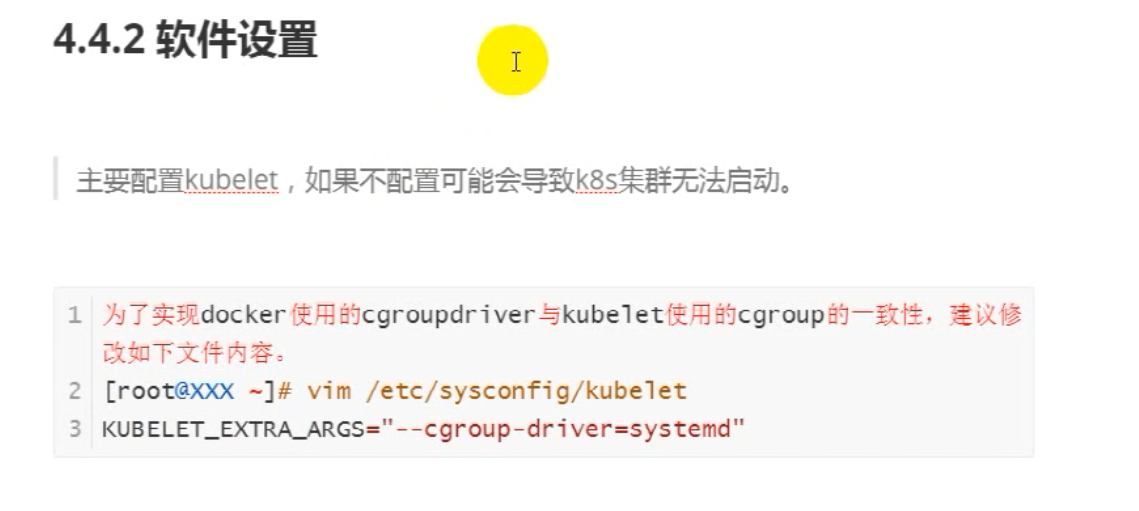 4.4.2 软件设置
主要配置kubelet，如果不配置可能会导致k8s集群无法启动。
1 为了实现docker使用的cgroupdriver与kubelet使用的cgroup的一致性，建议修
改如下文件内容。
2 [root@XXX ~]# vim /etc/sysconfig/kubelet
3 KUBELET_EXTRA_ARGS="--cgroup-driver=systemd"